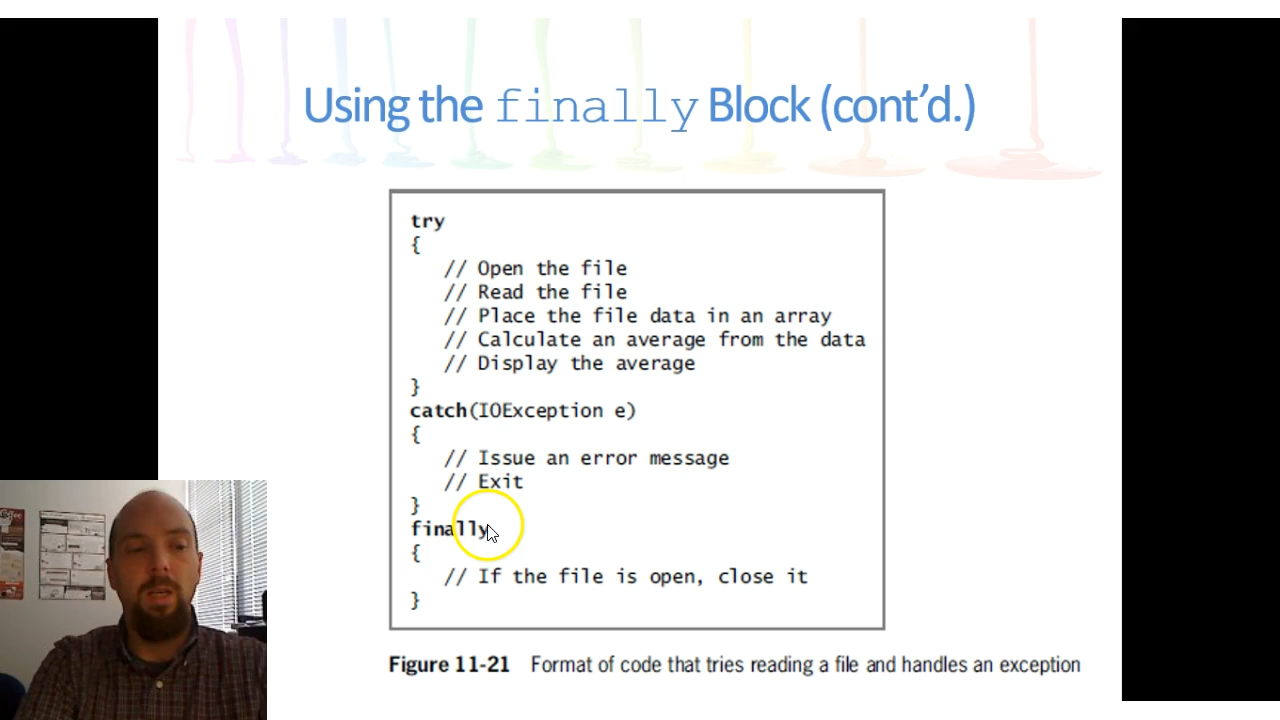 Using the finally Block (cont'd.)
try
{
// Open the file
// Read the file
// Place the file data in an array
// Calculate an average from the data
// Display the average
}
catch(IOException e)
{
// Issue an error message
// Exit
}
finally
{
// If the file is open, close it
}
Figure 11-21 Format of code that tries reading a file and handles an exception